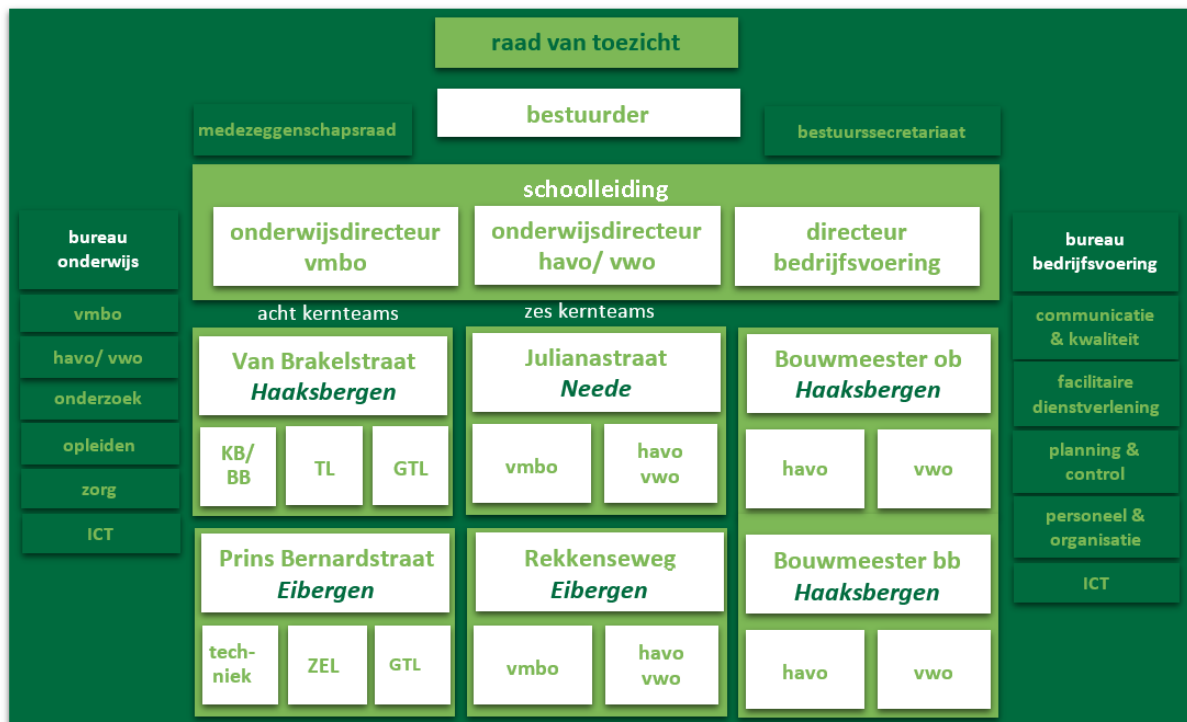 raad van toezicht
bestuurder
medezeggenschapsraad
bestuurssecretariaat
schoolleiding
onderwijsdirecteur
vmbo
onderwijsdirecteur
havo/ vwo
directeur
bedrijfsvoering
bureau
onderwijs
vmbo
havo/ vwo
onderzoek
opleiden
zorg
ICT
acht kernteams
zes kernteams
Van Brakelstraat
Haaksbergen
KB/
BB
TL
GTL
Julianastraat
Neede
vmbo
havo
vwo
Bouwmeester ob
Haaksbergen
havo
vwo
Prins Bernardstraat
Eibergen
tech-
niek
ZEL
GTL
Rekkenseweg
Eibergen
vmbo
havo
vwo
Bouwmeester bb
Haaksbergen
havo
vwo
bureau
bedrijfsvoering
communicatie
& kwaliteit
facilitaire
dienstverlening
planning &
control
personeel &
organisatie
ICT